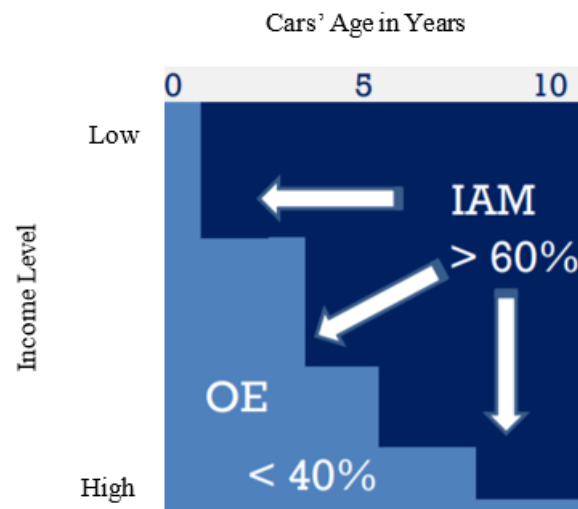 Cars’ Age in Years
0 5 10
Low
IAM
> 60%
Income Level
OE
< 40%
High